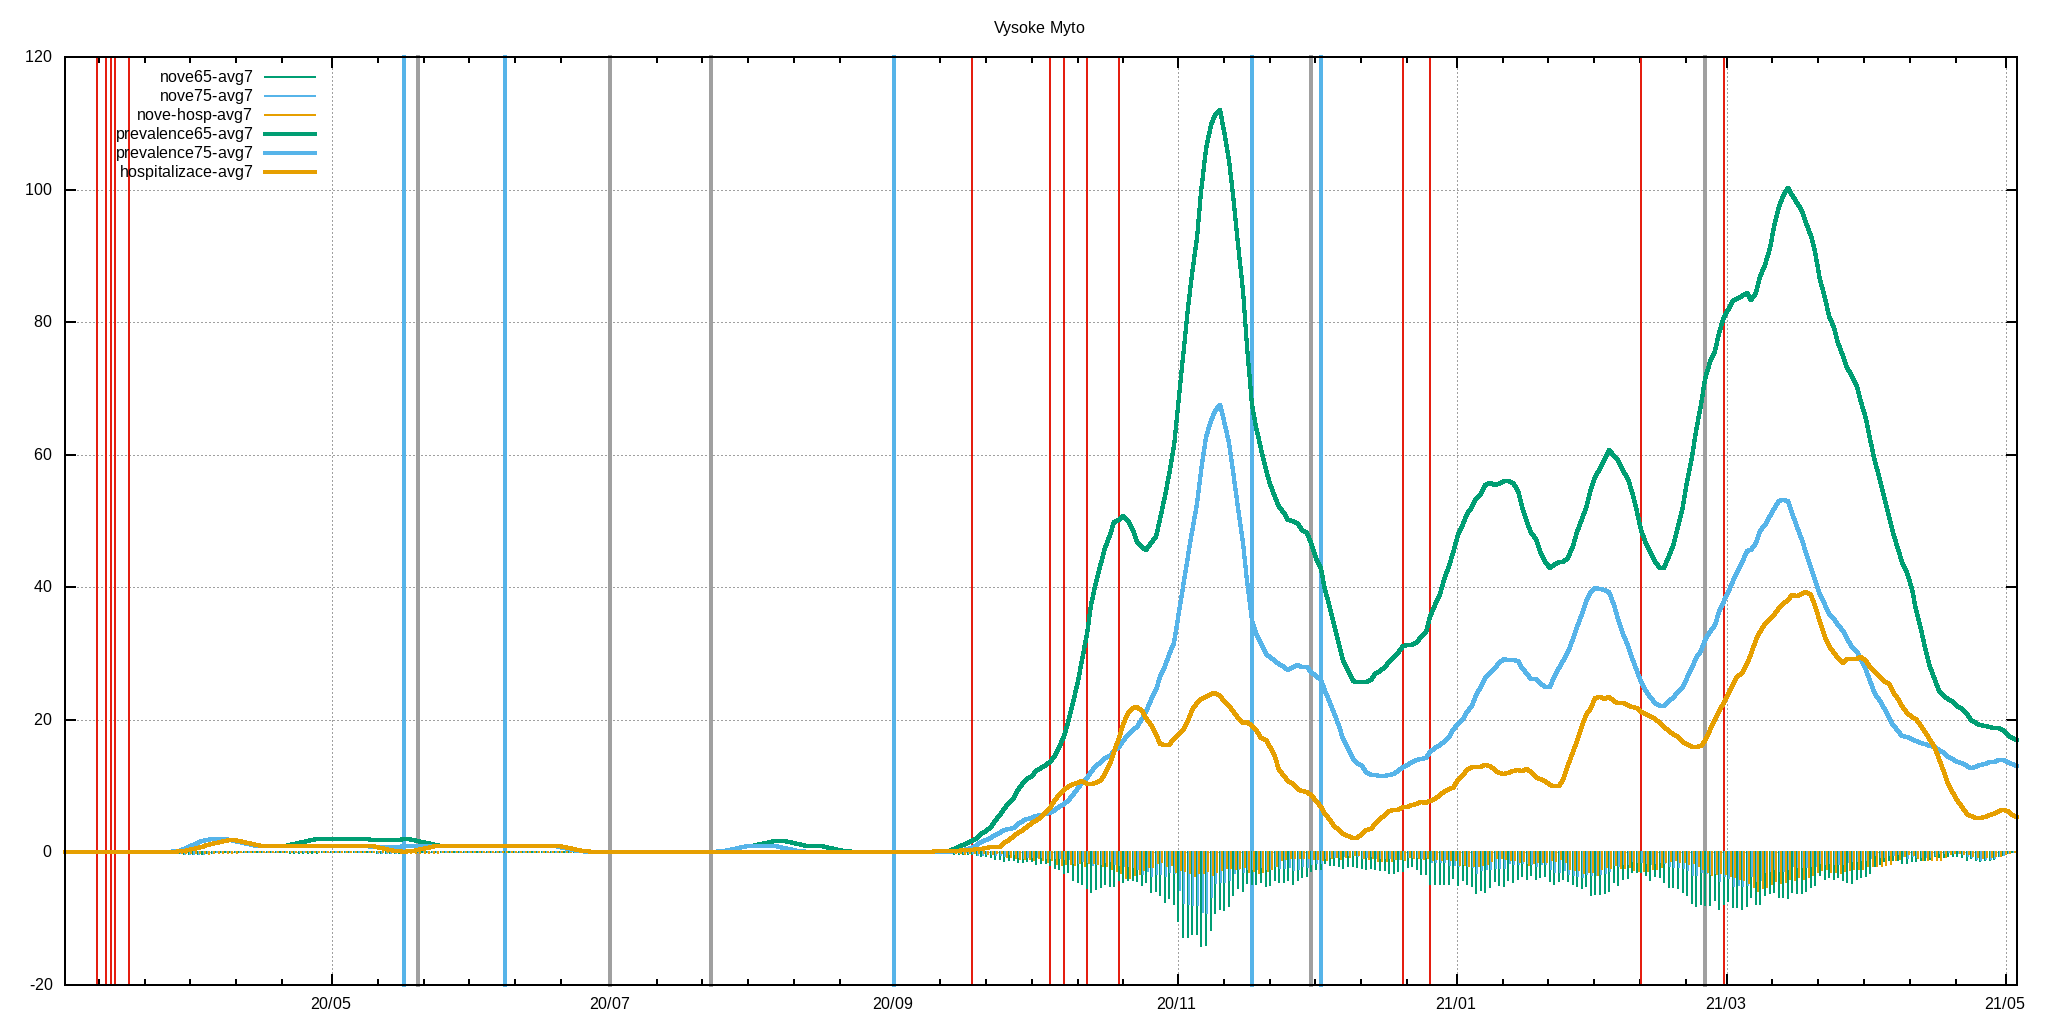 Vysoke Myto
120
100
80
60
40
20
0
-20
nove65-avg7
nove75-avg7
nove-hosp-avg7
prevalence65-avg7
prevalence75-avg7
hospitalizace-avg7
20/05 20/07 20/09 20/11 21/01 21/03 21/05